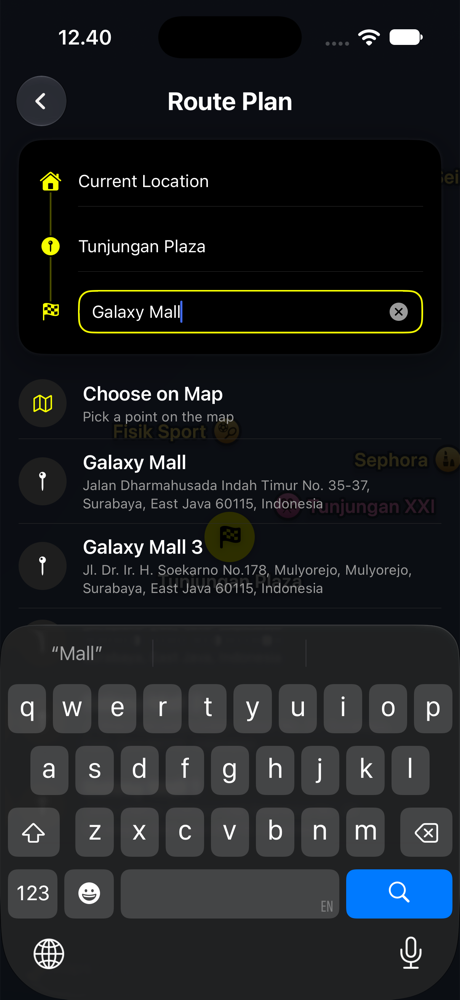 12.40
Route Plan
Sei
Current Location
Tunjungan Plaza
Galaxy Mall
Choose on Map
Pick a point on the map
Fisik Sport
Galaxy Mall
Sephora
Jalan Dharmahusada Indah Timur No. 35-37,
Surabaya, East Java 60115, Indonesia
Tunjungan XXI
Galaxy Mall 3
Jl. Dr. Ir. H. Soekarno No.178, Mulyorejo, Mulyorejo,
Tunjungan Plaza
Surabaya, East Java 60115, Indonesia
“Mall”
q w e r t y u i o p
a s d f g h j k l
z x c v b n m
123
EN